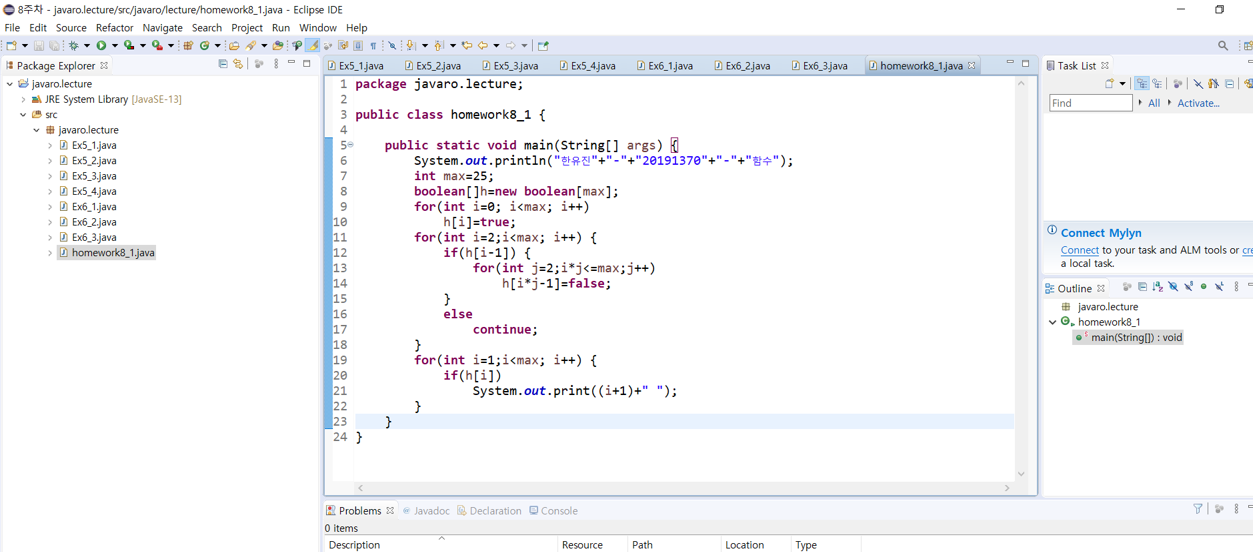 8주차 - javaro.lecture/src/javaro/lecture/homework8_1.java - Eclipse IDE
File Edit Source Refactor Navigate Search Project Run Window Help
Package Explorer
javaro.lecture
JRE System Library [JavaSE-13]
src
javaro.lecture
Ex5_1.java
Ex5_2.java
Ex5_3.java
Ex5_4.java
Ex6_1.java
Ex6_2.java
Ex6_3.java
homework8_1.java
Ex5_1.java Ex5_2.java Ex5_3.java Ex5_4.java Ex6_1.java Ex6_2.java Ex6_3.java homework8_1.java
1 package javaro.lecture;
2
3 public class homework8_1 {
4
5 public static void main(String[] args) {
6 System.out.println("한유진"+"-"+"20191370"+"-"+"함수");
7 int max=25;
8 boolean[]h=new boolean[max];
9 for(int i=0; i<max; i++)
10 h[i]=true;
11 for(int i=2;i<max; i++) {
12 if(h[i-1]) {
13 for(int j=2;i*j<=max;j++)
14 h[i*j-1]=false;
15 }
16 else
17 continue;
18 }
19 for(int i=1;i<max; i++) {
20 if(h[i])
21 System.out.print((i+1)+" ");
22 }
23 }
24 }
Problems Javadoc Declaration Console
0 items
Description Resource Path Location Type
Task List
Find All Activate...
Connect Mylyn
Connect to your task and ALM tools or
a local task.
Outline
javaro.lecture
homework8_1
main(String[]) : void